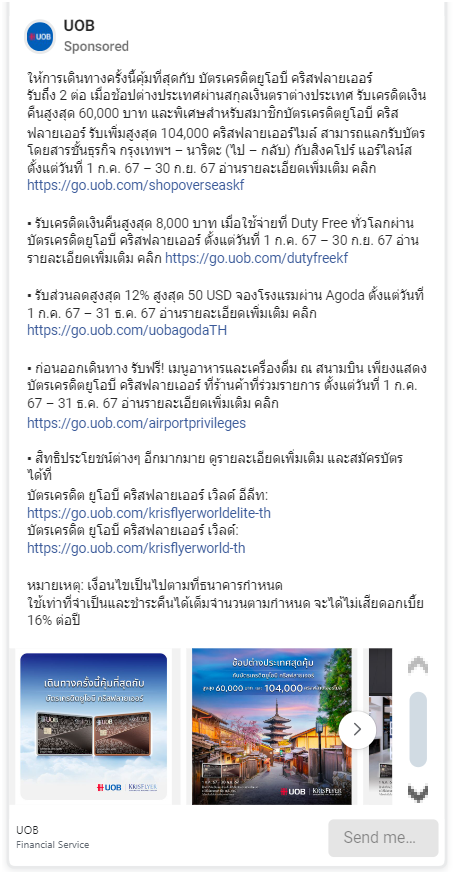 UOB
Sponsored
ให้การเดินทางครั้งนี้คุ้มที่สุดกับ บัตรเครดิตยูโอบี คริสฟลายเออร์
รับถึง 2 ต่อ เมื่อช้อปต่างประเทศผ่านสกุลเงินตราต่างประเทศ รับเครดิตเงิน
คืนสูงสุด 60,000 บาท และพิเศษสำหรับสมาชิกบัตรเครดิตยูโอบี คริส
ฟลายเออร์ รับเพิ่มสูงสุด 104,000 คริสฟลายเออร์ไมล์ สามารถแลกรับบัตร
โดยสารชั้นธุรกิจ กรุงเทพฯ – นาริตะ (ไป – กลับ) กับสิงคโปร์ แอร์ไลน์ส
ตั้งแต่วันที่ 1 ก.ค. 67 – 30 ก.ย. 67 อ่านรายละเอียดเพิ่มเติม คลิก
https://go.uob.com/shopoverseaskf
▪ รับเครดิตเงินคืนสูงสุด 8,000 บาท เมื่อใช้จ่ายที่ Duty Free ทั่วโลกผ่าน
บัตรเครดิตยูโอบี คริสฟลายเออร์ ตั้งแต่วันที่ 1 ก.ค. 67 – 30 ก.ย. 67 อ่าน
รายละเอียดเพิ่มเติม คลิก https://go.uob.com/dutyfreekf
▪ รับส่วนลดสูงสุด 12% สูงสุด 50 USD จองโรงแรมผ่าน Agoda ตั้งแต่วันที่
1 ก.ค. 67 – 31 ธ.ค. 67 อ่านรายละเอียดเพิ่มเติม คลิก
https://go.uob.com/uobagodaTH
▪ ก่อนออกเดินทาง รับฟรี! เมนูอาหารและเครื่องดื่ม ณ สนามบิน เพียงแสดง
บัตรเครดิตยูโอบี คริสฟลายเออร์ ที่ร้านค้าที่ร่วมรายการ ตั้งแต่วันที่ 1 ก.ค.
67 – 31 ธ.ค. 67 อ่านรายละเอียดเพิ่มเติม คลิก
https://go.uob.com/airportprivileges
▪ สิทธิประโยชน์ต่างๆ อีกมากมาย ดูรายละเอียดเพิ่มเติม และสมัครบัตร
ได้ที่
บัตรเครดิต ยูโอบี คริสฟลายเออร์ เวิลด์ อีลีท:
https://go.uob.com/krisflyerworldelite-th
บัตรเครดิต ยูโอบี คริสฟลายเออร์ เวิลด์:
https://go.uob.com/krisflyerworld-th
หมายเหตุ: เงื่อนไขเป็นไปตามที่ธนาคารกำหนด
ใช้เท่าที่จำเป็นและชำระคืนได้เต็มจำนวนตามกำหนด จะได้ไม่เสียดอกเบี้ย
16% ต่อปี
เดินทางครั้งนี้คุ้มที่สุดกับ
บัตรเครดิตยูโอบี คริสฟลายเออร์
UOB KRISFLYER
ช้อปต่างประเทศสุดคุ้ม
กับบัตรเครดิตยูโอบี คริสฟลายเออร์
สูงสุด 60,000 บาท 104,000
UOB KRISFLYER
UOB
Financial Service
Send me...